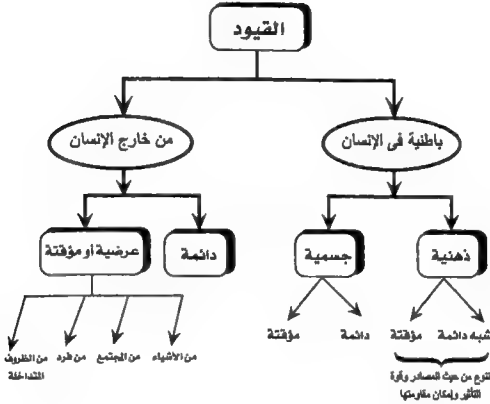 القيود
باطنية فى الإنسان
من خارج الإنسان
ذهنية
جسمية
دائمة
عرضية أو مؤقتة
شبه دائمة
مؤقتة
دائمة
مؤقتة
من الأشياء
من المجتمع
من فرد
من الظروف
المتداخلة
تتنوع من حيث المصادر وقوة
التأثير وإمكان مقاومتها